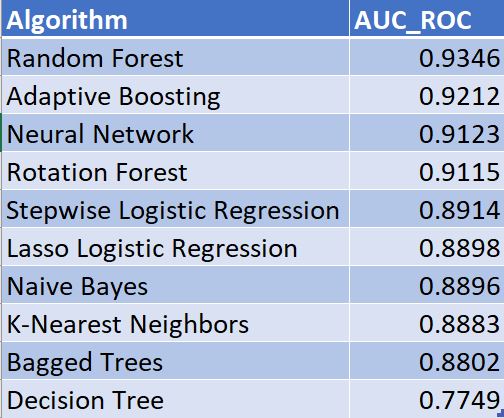 Algorithm AUC_ROC
Random Forest 0.9346
Adaptive Boosting 0.9212
Neural Network 0.9123
Rotation Forest 0.9115
Stepwise Logistic Regression 0.8914
Lasso Logistic Regression 0.8898
Naive Bayes 0.8896
K-Nearest Neighbors 0.8883
Bagged Trees 0.8802
Decision Tree 0.7749